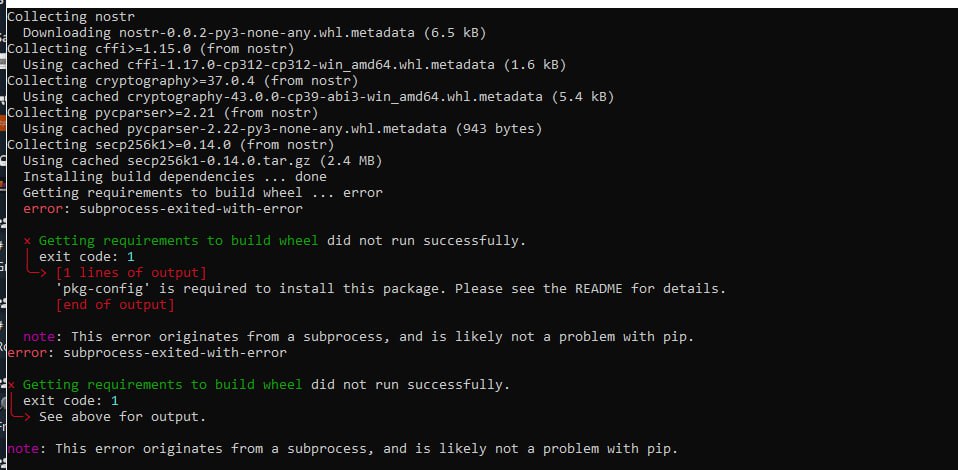 Collecting nostr
Downloading nostr-0.0.2-py3-none-any.whl.metadata (6.5 kB)
Collecting cffi>=1.15.0 (from nostr)
Using cached cffi-1.17.0-cp312-cp312-win_amd64.whl.metadata (1.6 kB)
Collecting cryptography>=37.0.4 (from nostr)
Using cached cryptography-43.0.0-cp39-abi3-win_amd64.whl.metadata (5.4 kB)
Collecting pycparser>=2.21 (from nostr)
Using cached pycparser-2.22-py3-none-any.whl.metadata (943 bytes)
Collecting secp256k1>=0.14.0 (from nostr)
Using cached secp256k1-0.14.0.tar.gz (2.4 MB)
Installing build dependencies ... done
Getting requirements to build wheel ... error
error: subprocess-exited-with-error
× Getting requirements to build wheel did not run successfully.
│ exit code: 1
╰─> [1 lines of output]
'pkg-config' is required to install this package. Please see the README for details.
[end of output]
note: This error originates from a subprocess, and is likely not a problem with pip.
error: subprocess-exited-with-error
× Getting requirements to build wheel did not run successfully.
│ exit code: 1
╰─> See above for output.
note: This error originates from a subprocess, and is likely not a problem with pip.